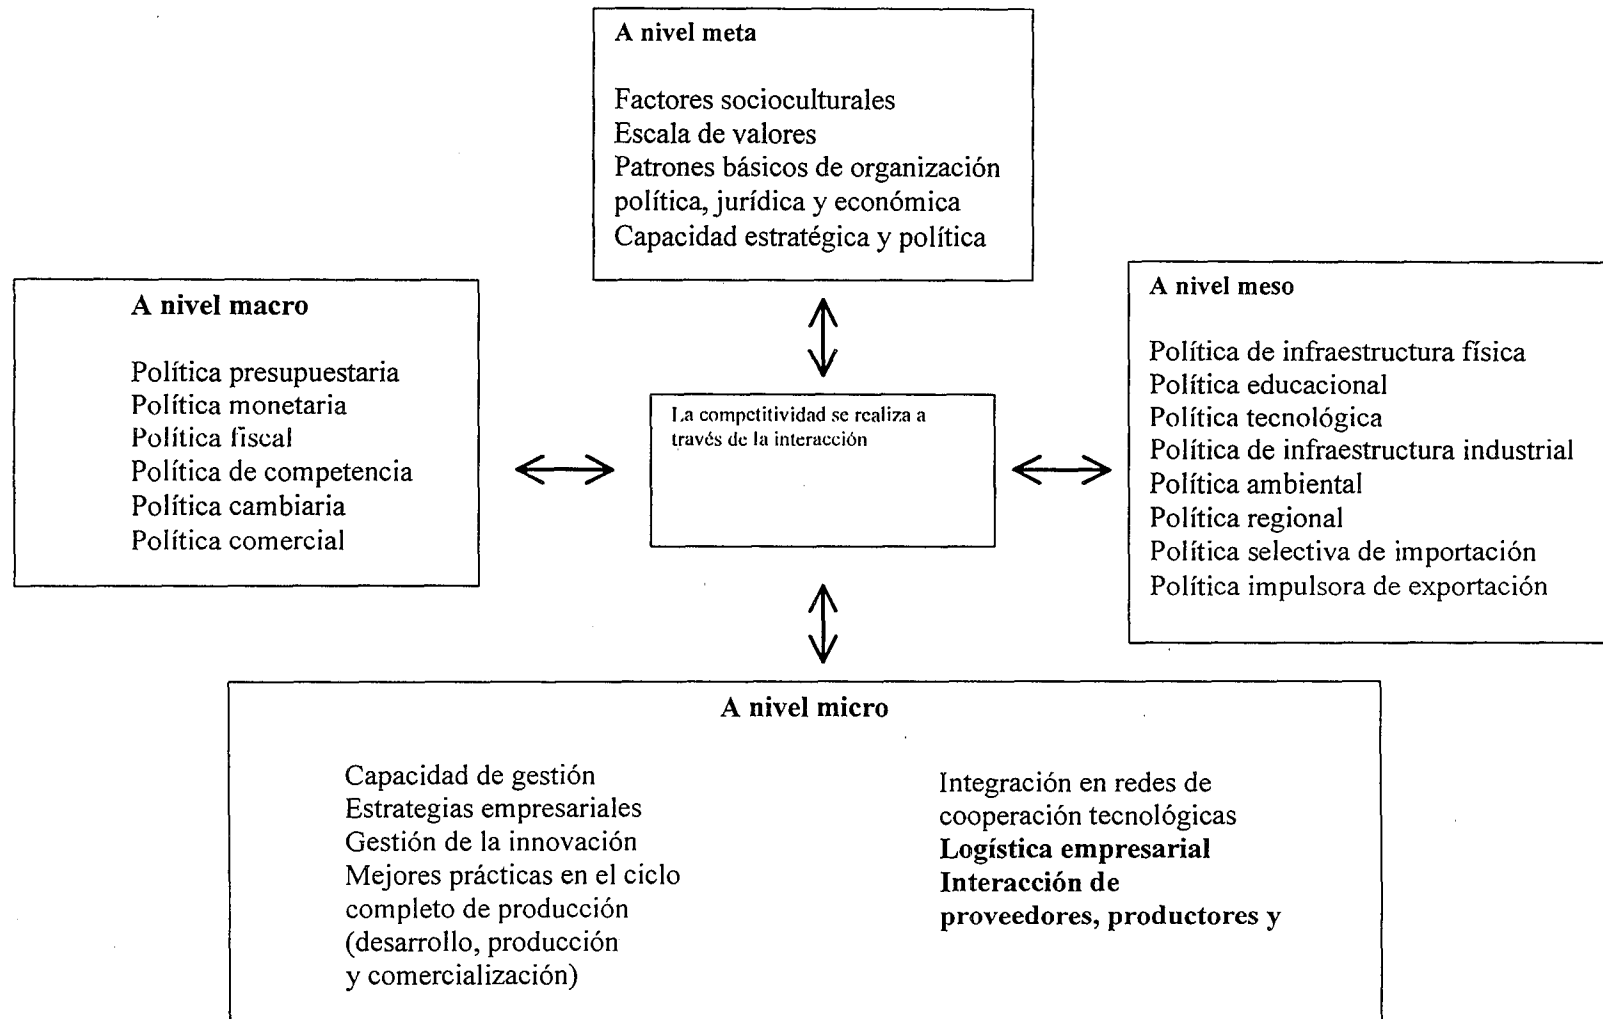 A nivel meta
Factores socioculturales
Escala de valores
Patrones básicos de organización
política, jurídica y económica
Capacidad estratégica y política
A nivel macro
Política presupuestaria
Política monetaria
Política fiscal
Política de competencia
Política cambiaria
Política comercial
La competitividad se realiza a
través de la interacción
A nivel meso
Política de infraestructura física
Política educacional
Política tecnológica
Política de infraestructura industrial
Política ambiental
Política regional
Política selectiva de importación
Política impulsora de exportación
A nivel micro
Capacidad de gestión
Estrategias empresariales
Gestión de la innovación
Mejores prácticas en el ciclo
completo de producción
(desarrollo, producción
y comercialización)
Integración en redes de
cooperación tecnológicas
Logística empresarial
Interacción de
proveedores, productores y